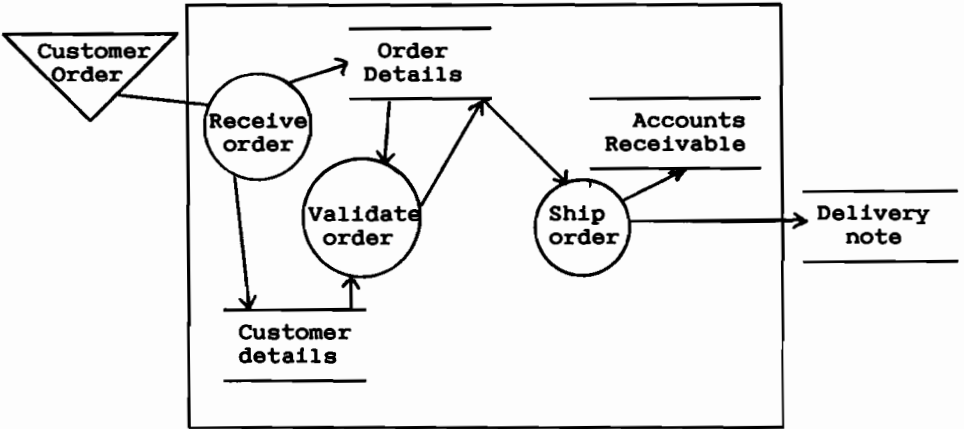 Customer
Order
Order
Details
Receive
order
Accounts
Receivable
Validate
order
Ship
order
Delivery
note
Customer
details